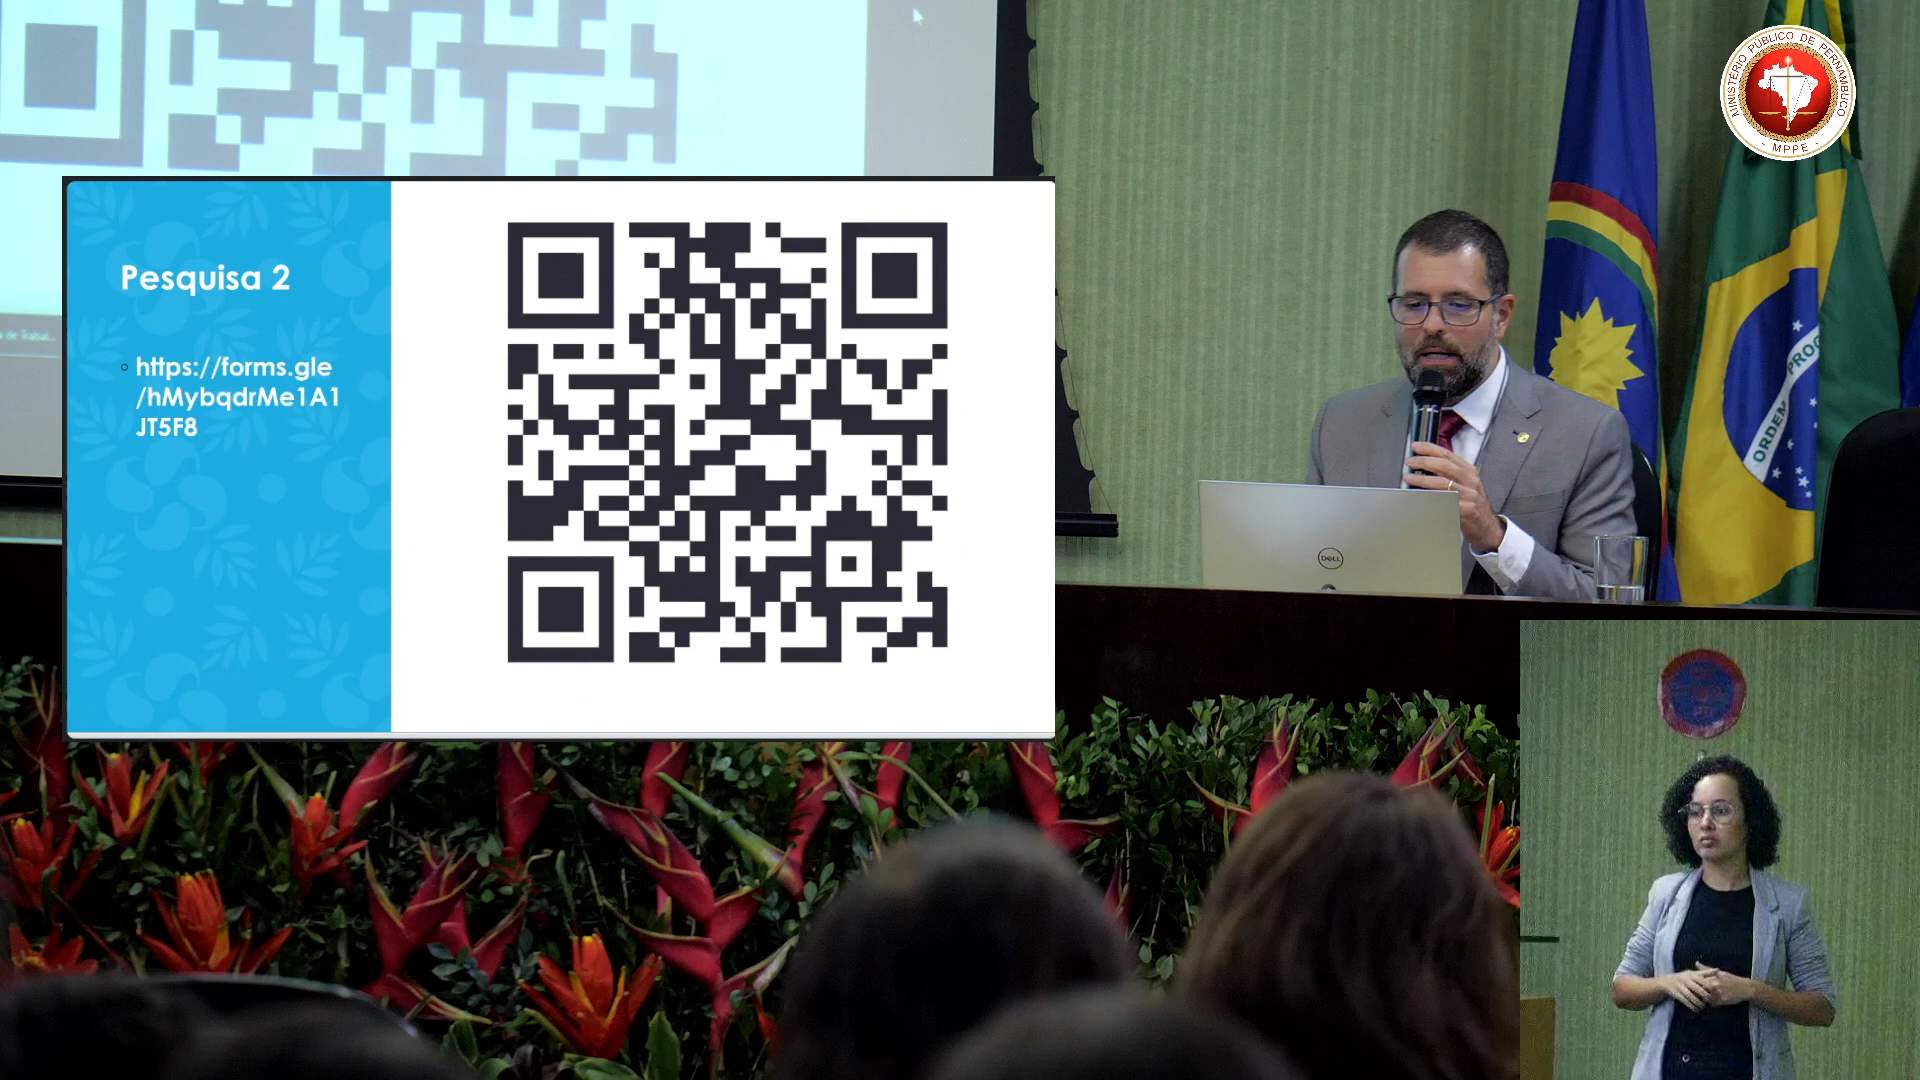 MINISTÉRIO PÚBLICO DE PERNAMBUCO
- MPPE -
Pesquisa 2
https://forms.gle
/hMybqdrMe1A1
JT5F8
DELL
ORDEM
PROG